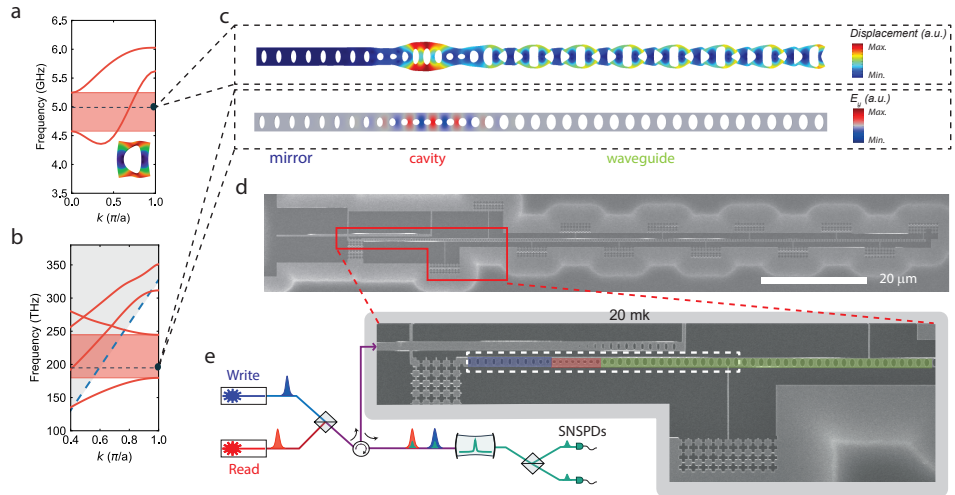 a
Frequency (GHz)
6.5
6.0
5.5
5.0
4.5
4.0
3.5
0.0
0.5
1.0
k (π/a)
b
Frequency (THz)
350
300
250
200
150
100
0.4
0.6
0.8
1.0
k (π/a)
c
Displacement (a.u.)
Max.
Min.
E_y (a.u.)
Max.
Min.
mirror
cavity
waveguide
d
20 μm
20 mk
e
Write
Read
SNSPDs